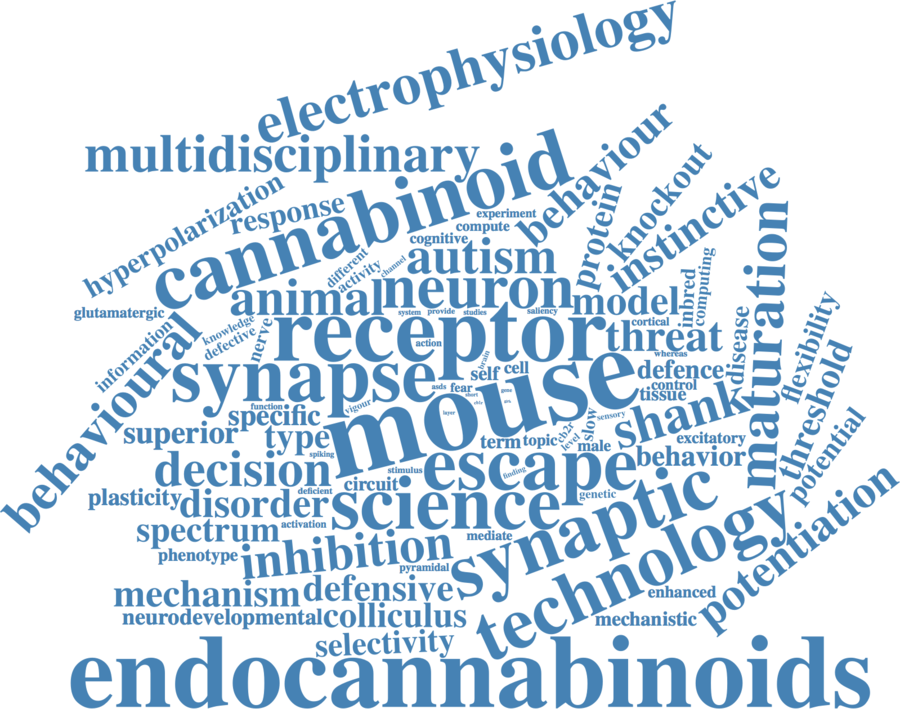 electrophysiology
multidisciplinary
cannabinoid
behaviour
knockout
hyperpolarization
response
experiment
compute
cognitive
protein
instinctive
different
activity
channel
autism
maturation
inbred
computing
glutamatergic
animal
neuron
model
system
provide
studies
saliency
cortical
information
knowledge
defective
nerve
receptor
threat
disease
flexibility
action
whereas
brain
behavioural
synapse
self
cell
defence
control
tissue
asds
fear
short
gene
threshold
function
vigour
specific
mouse
layer
slow
sensory
shank
superior
type
term
topic
cb2r
level
male
excitatory
potential
spiking
decision
stimulus
escape
finding
behavior
circuit
deficient
genetic
plasticity
disorder
science
synaptic
spectrum
activation
mediate
technology
potentiation
phenotype
inhibition
pyramidal
mechanism
defensive
enhanced
neurodevelopmental
colliculus
mechanistic
selectivity
endocannabinoids